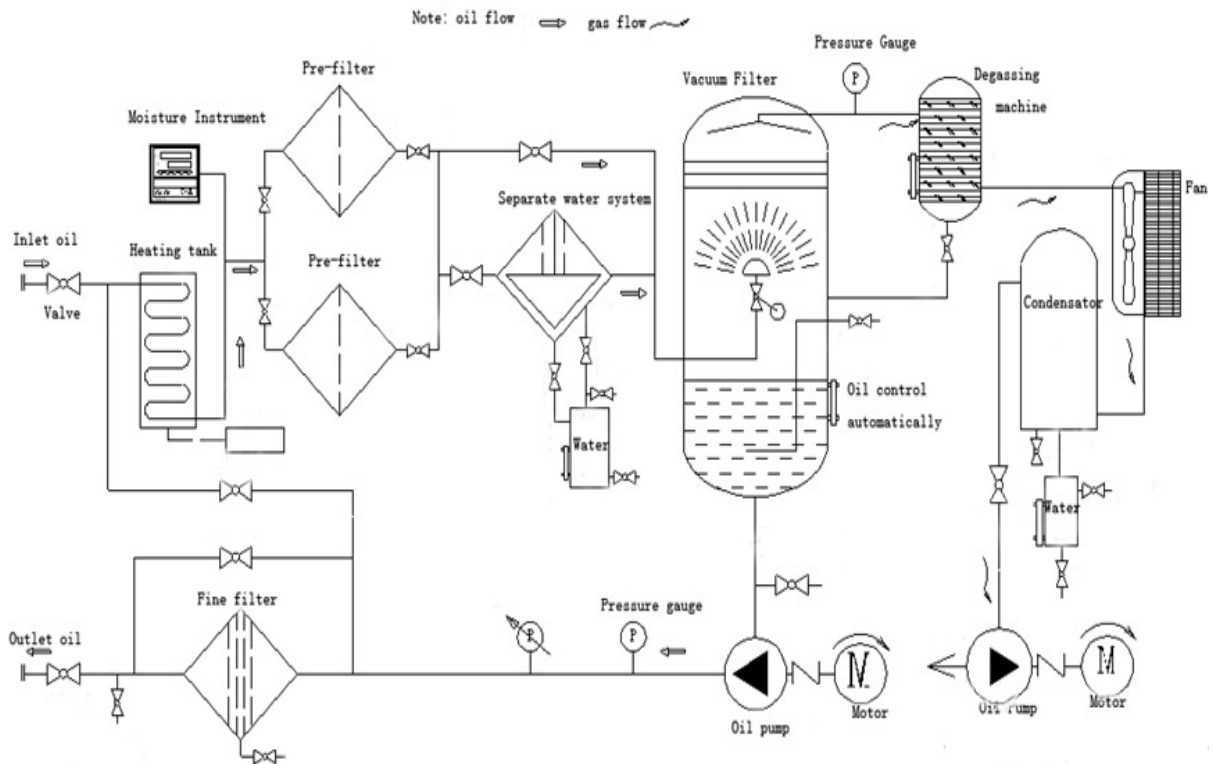 Note: oil flow
gas flow
Pressure Gauge
P
Pre-filter
Vacuum Filter
Degassing
machine
Moisture Instrument
Fan
Separate water system
Inlet oil
Heating tank
Pre-filter
Valve
Condensator
Oil control
automatically
Water
Water
Fine filter
Pressure gauge
Outlet oil
P
P
M
Motor
Oil pump
M
Motor
Oil Pump